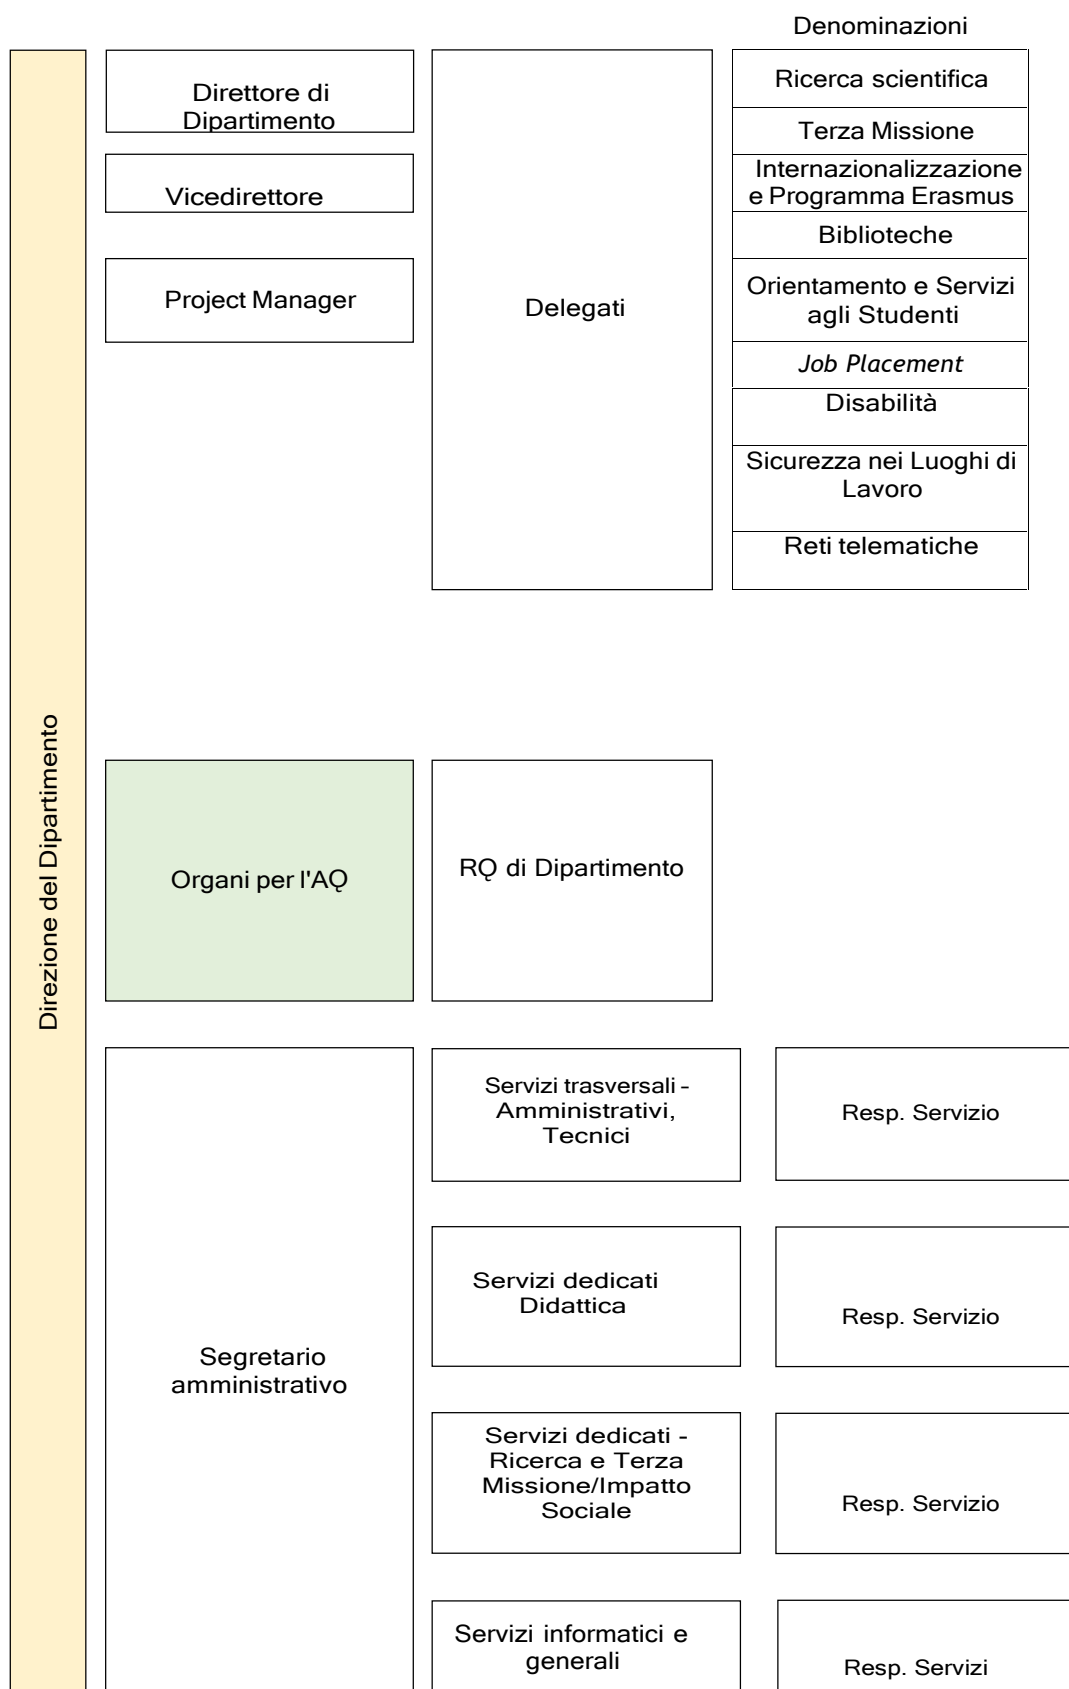 Denominazioni
Direttore di
Dipartimento
Vicedirettore
Project Manager
Delegati
Ricerca scientifica
Terza Missione
Internazionalizzazione
e Programma Erasmus
Biblioteche
Orientamento e Servizi
agli Studenti
Job Placement
Disabilità
Sicurezza nei Luoghi di
Lavoro
Reti telematiche
Direzione del Dipartimento
Organi per l'AQ
RQ di Dipartimento
Segretario
amministrativo
Servizi trasversali -
Amministrativi,
Tecnici
Resp. Servizio
Servizi dedicati
Didattica
Resp. Servizio
Servizi dedicati -
Ricerca e Terza
Missione/Impatto
Sociale
Resp. Servizio
Servizi informatici e
generali
Resp. Servizi